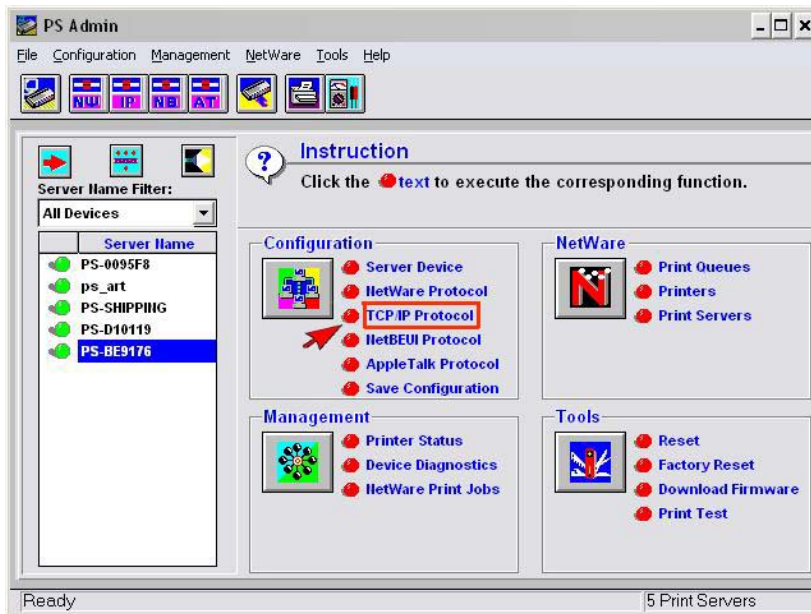 PS Admin
File Configuration Management NetWare Tools Help
NW IP NB AT
Instruction
Click the text to execute the corresponding function.
Server Name Filter:
All Devices
Server Name
PS-0095F8
ps_art
PS-SHIPPING
PS-D10119
PS-BE9176
Configuration
Server Device
NetWare Protocol
TCP/IP Protocol
NetBEUI Protocol
AppleTalk Protocol
Save Configuration
NetWare
Print Queues
Printers
Print Servers
Management
Printer Status
Device Diagnostics
NetWare Print Jobs
Tools
Reset
Factory Reset
Download Firmware
Print Test
Ready
5 Print Servers